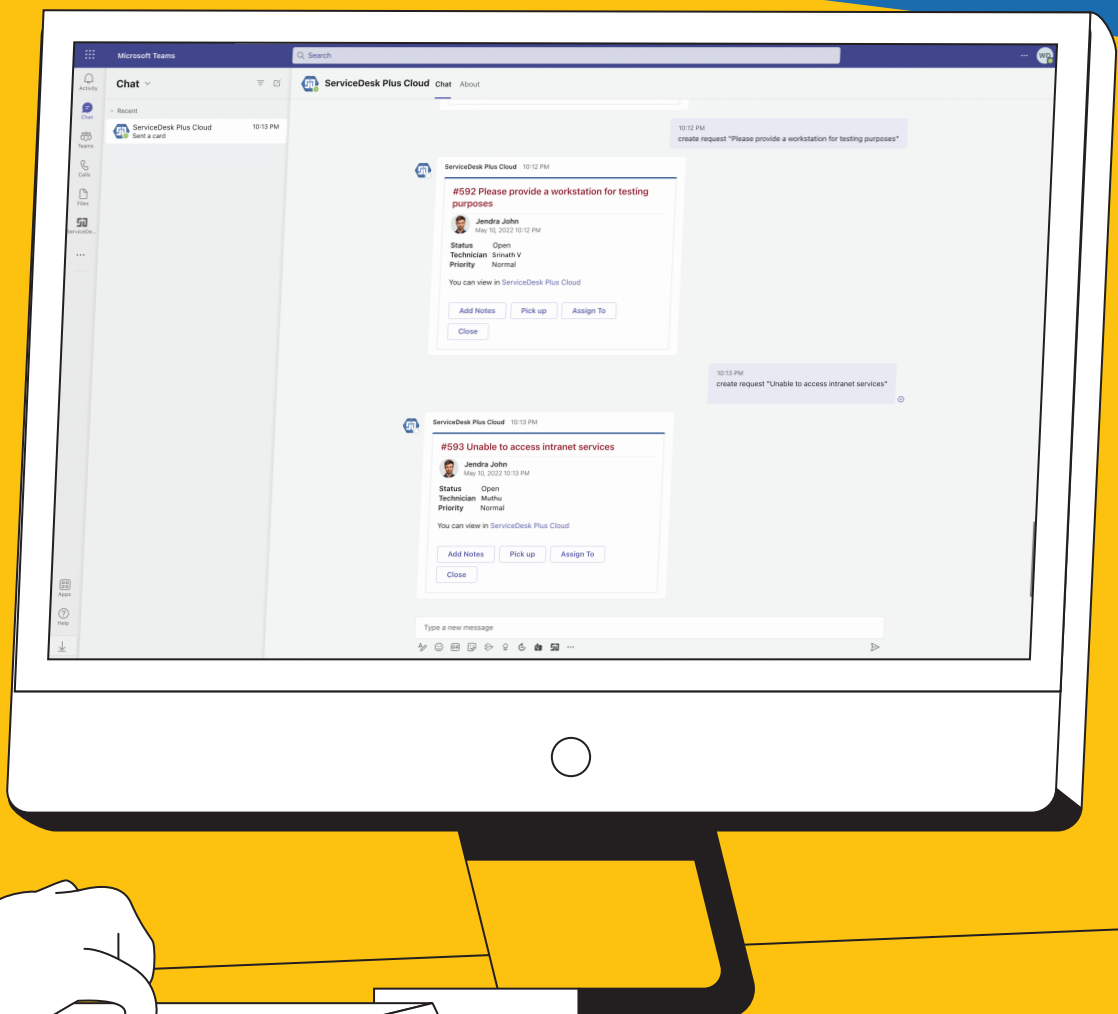 Microsoft Teams
Search
WD
Activity
Chat
Teams
Calls
Files
ServiceDe...
...
Apps
Help
Chat
Recent
ServiceDesk Plus Cloud 10:13 PM
Sent a card
ServiceDesk Plus Cloud Chat About
10:12 PM
create request "Please provide a workstation for testing purposes"
ServiceDesk Plus Cloud 10:12 PM
#592 Please provide a workstation for testing
purposes
Jendra John
May 10, 2022 10:12 PM
Status Open
Technician Srinath V
Priority Normal
You can view in ServiceDesk Plus Cloud
Add Notes Pick up Assign To
Close
10:13 PM
create request "Unable to access intranet services"
ServiceDesk Plus Cloud 10:13 PM
#593 Unable to access intranet services
Jendra John
May 10, 2022 10:13 PM
Status Open
Technician Muthu
Priority Normal
You can view in ServiceDesk Plus Cloud
Add Notes Pick up Assign To
Close
Type a new message